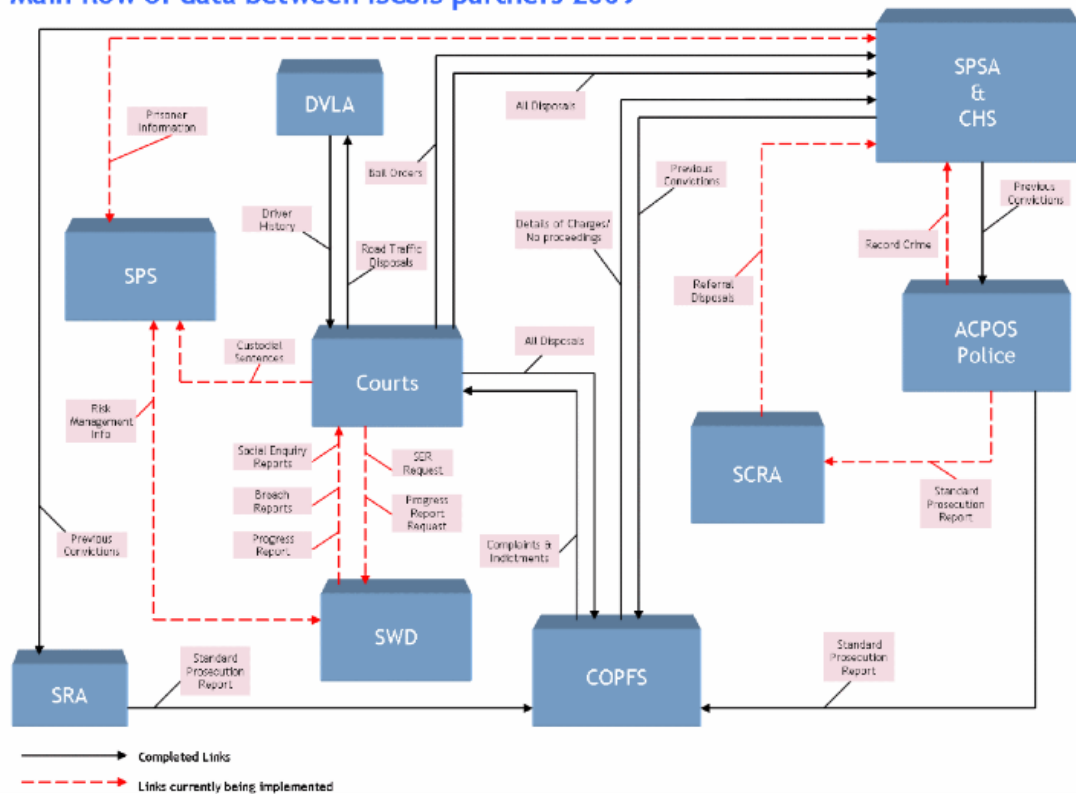 Main flow of data between ISCJIS partners 2009
SPSA
&
CHS
DVLA
All Disposals
Prisoner
Information
Bail Orders
Previous
Convictions
Previous
Convictions
Driver
History
Details of Charges/
No proceedings
Record Crime
Road Traffic
Disposals
SPS
Referral
Disposals
ACPOS
Police
Custodial
Sentences
All Disposals
Courts
Risk
Management
Info
Social Enquiry
Reports
SER
Request
SCRA
Breach
Reports
Progress
Report
Request
Standard
Prosecution
Report
Previous
Convictions
Progress
Report
Complaints &
Indictments
SWD
Standard
Prosecution
Report
Standard
Prosecution
Report
SRA
COPFS
Completed Links
Links currently being implemented